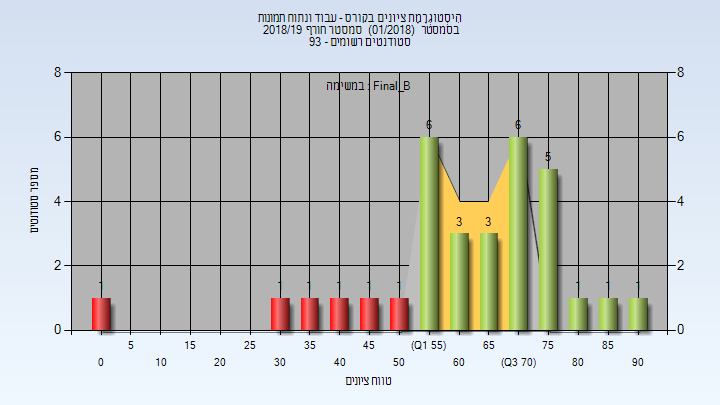 היסטוגרמת ציונים בקורס - עבוד ונתוח תמונות
בסמסטר (01/2018) סמסטר חורף 2018/19
סטודנטים רשומים - 93
במשימה : Final_B
8 8
6 6
4 4
2 2
0 0
מספר סטודנטים
1 1 1 1 1 1 6 3 3 6 5 1 1 1
5 15 25 35 45 (Q1 55) 65 75 85
0 10 20 30 40 50 60 (Q3 70) 80 90
טווח ציונים